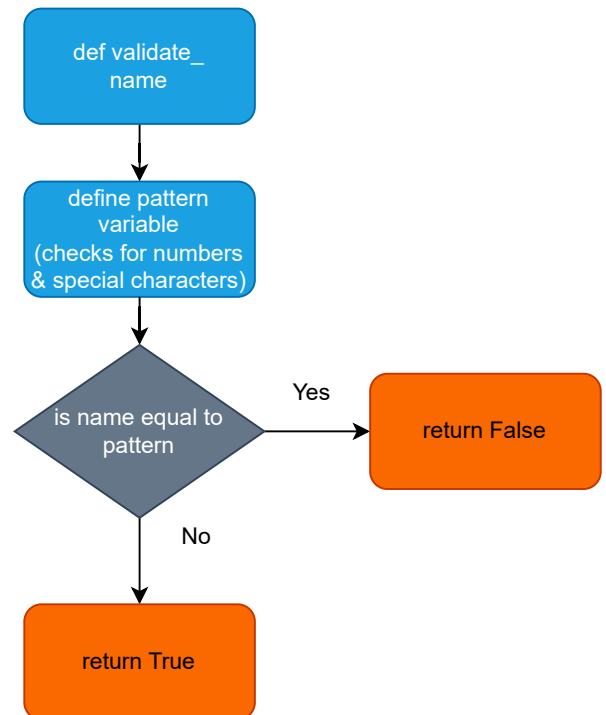 def validate_
name
define pattern
variable
(checks for numbers
& special characters)
is name equal to
pattern
Yes
return False
No
return True